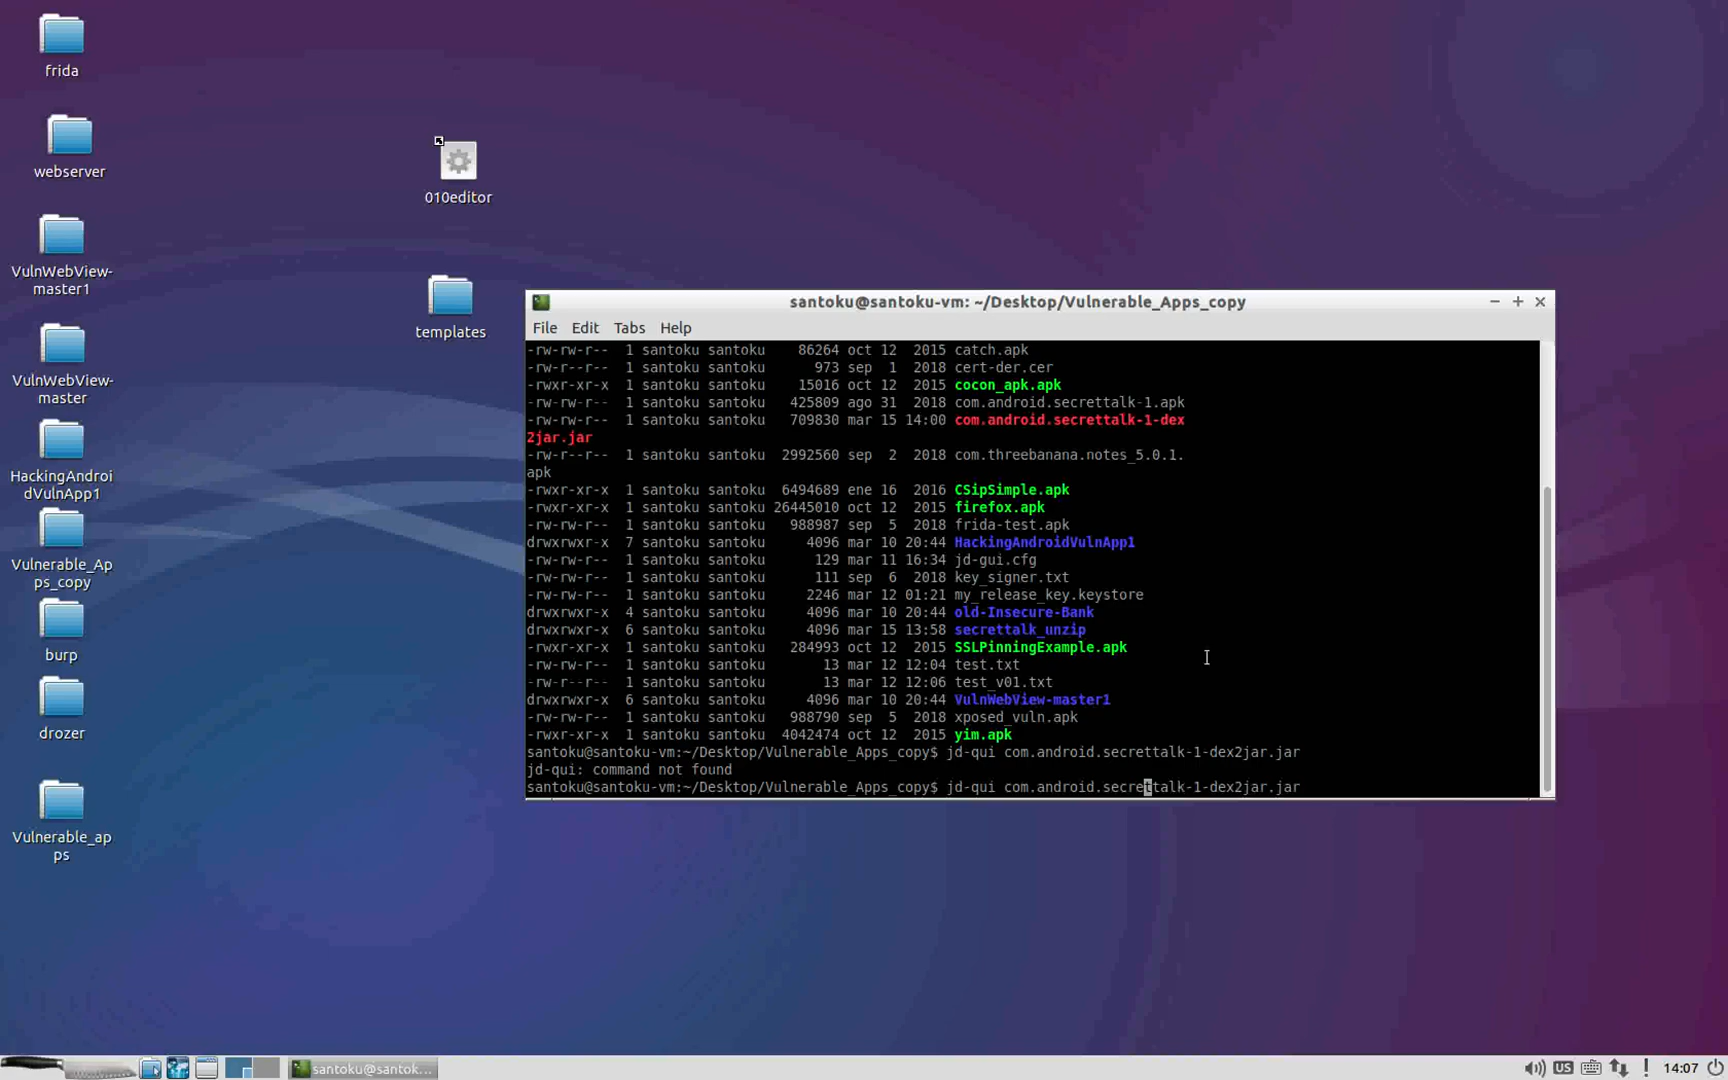 frida
webserver
VulnWebView-
master1
VulnWebView-
master
HackingAndroi
dVulnApp1
Vulnerable_Ap
ps_copy
burp
drozer
Vulnerable_ap
ps
010editor
templates
santoku@santoku-vm: ~/Desktop/Vulnerable_Apps_copy
File Edit Tabs Help
-rw-rw-r-- 1 santoku santoku 86264 oct 12 2015 catch.apk
-rw-rw-r-- 1 santoku santoku 973 sep 1 2018 cert-der.cer
-rwxr-xr-x 1 santoku santoku 15016 oct 12 2015 cocon_apk.apk
-rw-rw-r-- 1 santoku santoku 425809 ago 31 2018 com.android.secrettalk-1.apk
-rw-rw-r-- 1 santoku santoku 709830 mar 15 14:00 com.android.secrettalk-1-dex
2jar.jar
-rw-r--r-- 1 santoku santoku 2992560 sep 2 2018 com.threebanana.notes_5.0.1.
apk
-rwxr-xr-x 1 santoku santoku 6494689 ene 16 2016 CSipSimple.apk
-rwxr-xr-x 1 santoku santoku 26445010 oct 12 2015 firefox.apk
-rw-rw-r-- 1 santoku santoku 988987 sep 5 2018 frida-test.apk
drwxrwxr-x 7 santoku santoku 4096 mar 10 20:44 HackingAndroidVulnApp1
-rw-rw-r-- 1 santoku santoku 129 mar 11 16:34 jd-gui.cfg
-rw-rw-r-- 1 santoku santoku 111 sep 6 2018 key_signer.txt
-rw-rw-r-- 1 santoku santoku 2246 mar 12 01:21 my_release_key.keystore
drwxrwxr-x 4 santoku santoku 4096 mar 10 20:44 old-Insecure-Bank
drwxrwxr-x 6 santoku santoku 4096 mar 15 13:58 secrettalk_unzip
-rwxr-xr-x 1 santoku santoku 284993 oct 12 2015 SSLPinningExample.apk
-rw-rw-r-- 1 santoku santoku 13 mar 12 12:04 test.txt
-rw-r--r-- 1 santoku santoku 13 mar 12 12:06 test_v01.txt
drwxrwxr-x 6 santoku santoku 4096 mar 10 20:44 VulnWebView-master1
-rw-rw-r-- 1 santoku santoku 988790 sep 5 2018 xposed_vuln.apk
-rwxr-xr-x 1 santoku santoku 4042474 oct 12 2015 yim.apk
santoku@santoku-vm:~/Desktop/Vulnerable_Apps_copy$ jd-qui com.android.secrettalk-1-dex2jar.jar
jd-qui: command not found
santoku@santoku-vm:~/Desktop/Vulnerable_Apps_copy$ jd-qui com.android.secrettalk-1-dex2jar.jar
santoku@santok...
US
14:07